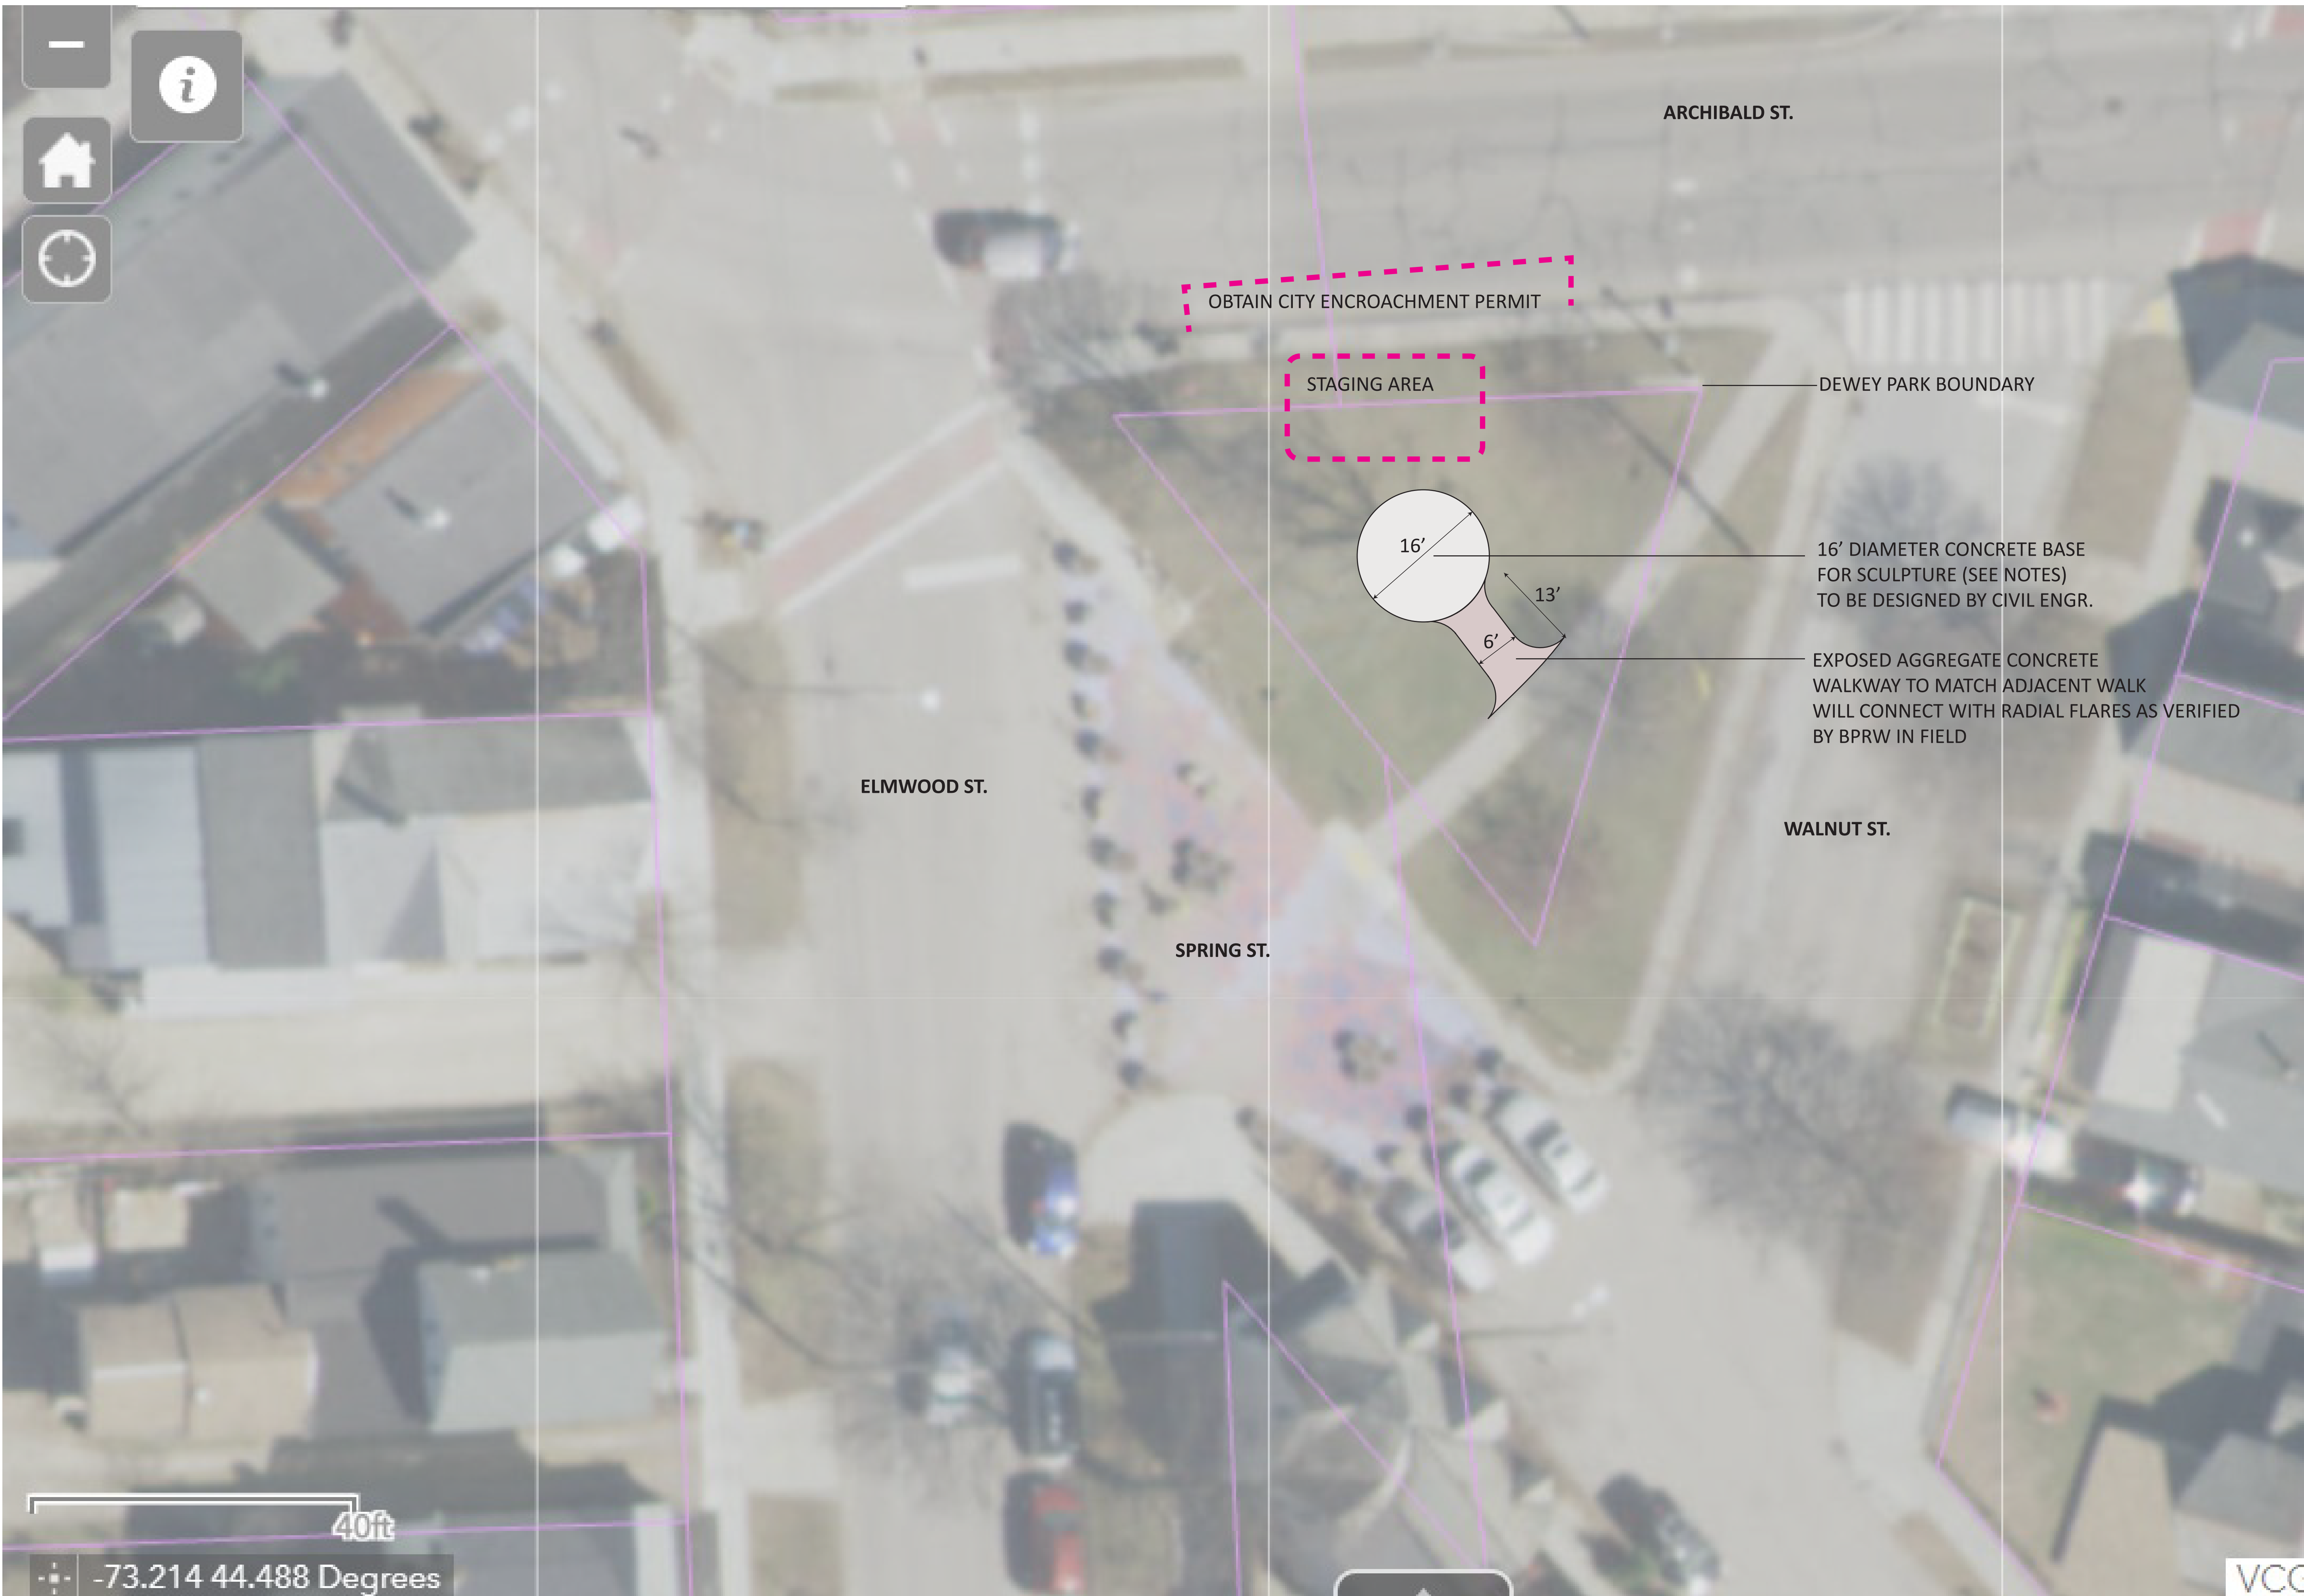 ARCHIBALD ST.
OBTAIN CITY ENCROACHMENT PERMIT
STAGING AREA
DEWEY PARK BOUNDARY
16’
16’ DIAMETER CONCRETE BASE
FOR SCULPTURE (SEE NOTES)
TO BE DESIGNED BY CIVIL ENGR.
13’
6’
EXPOSED AGGREGATE CONCRETE
WALKWAY TO MATCH ADJACENT WALK
WILL CONNECT WITH RADIAL FLARES AS VERIFIED
BY BPRW IN FIELD
ELMWOOD ST.
WALNUT ST.
SPRING ST.
40ft
-73.214 44.488 Degrees